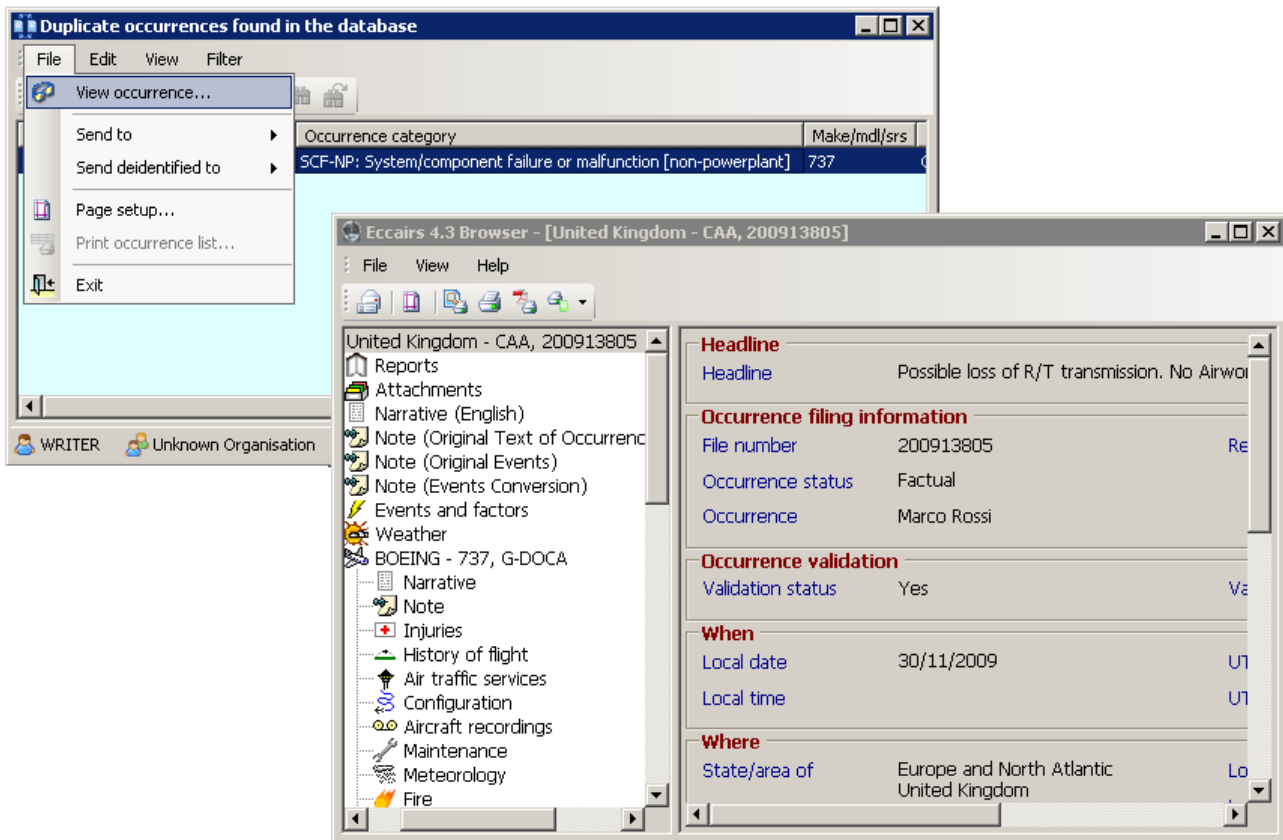 Duplicate occurrences found in the database
File Edit View Filter
View occurrence...
Send to
Send deidentified to
Page setup...
Print occurrence list...
Exit
Occurrence category Make/mdl/srs
SCF-NP: System/component failure or malfunction [non-powerplant] 737
WRITER Unknown Organisation
Eccairs 4.3 Browser - [United Kingdom - CAA, 200913805]
File View Help
United Kingdom - CAA, 200913805
Reports
Attachments
Narrative (English)
Note (Original Text of Occurrenc
Note (Original Events)
Note (Events Conversion)
Events and factors
Weather
BOEING - 737, G-DOCA
Narrative
Note
Injuries
History of flight
Air traffic services
Configuration
Aircraft recordings
Maintenance
Meteorology
Fire
Headline
Headline Possible loss of R/T transmission. No Airwor
Occurrence filing information
File number 200913805 Re
Occurrence status Factual
Occurrence Marco Rossi
Occurrence validation
Validation status Yes Va
When
Local date 30/11/2009 UT
Local time UT
Where
State/area of Europe and North Atlantic Lo
United Kingdom